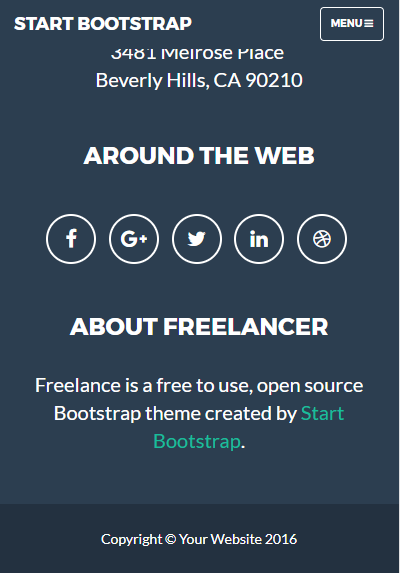 START BOOTSTRAP
MENU
3481 Melrose Place
Beverly Hills, CA 90210
AROUND THE WEB
ABOUT FREELANCER
Freelance is a free to use, open source
Bootstrap theme created by Start
Bootstrap.
Copyright © Your Website 2016